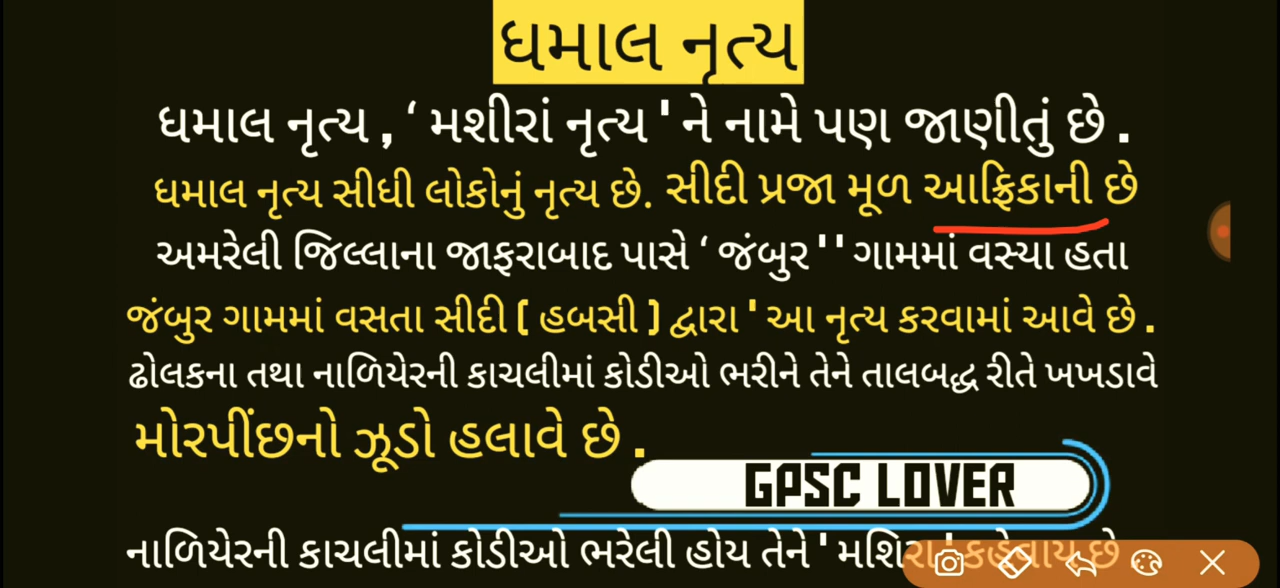 ધમાલ નૃત્ય
ધમાલ નૃત્ય , ‘ મશીરાં નૃત્ય ' ને નામે પણ જાણીતું છે .
ધમાલ નૃત્ય સીધી લોકોનું નૃત્ય છે. સીદી પ્રજા મૂળ આફ્રિકાની છે
અમરેલી જિલ્લાના જાફરાબાદ પાસે ‘ જંબુર ' ' ગામમાં વસ્યા હતા
જંબુર ગામમાં વસતા સીદી [ હબસી ] દ્વારા ' આ નૃત્ય કરવામાં આવે છે .
ઢોલકના તથા નાળિયેરની કાચલીમાં કોડીઓ ભરીને તેને તાલબદ્ધ રીતે ખખડાવે
મોરપીંછનો ઝૂડો હલાવે છે .
GPSC LOVER
નાળિયેરની કાચલીમાં કોડીઓ ભરેલી હોય તેને ' મશિરા ' કહેવાય છે